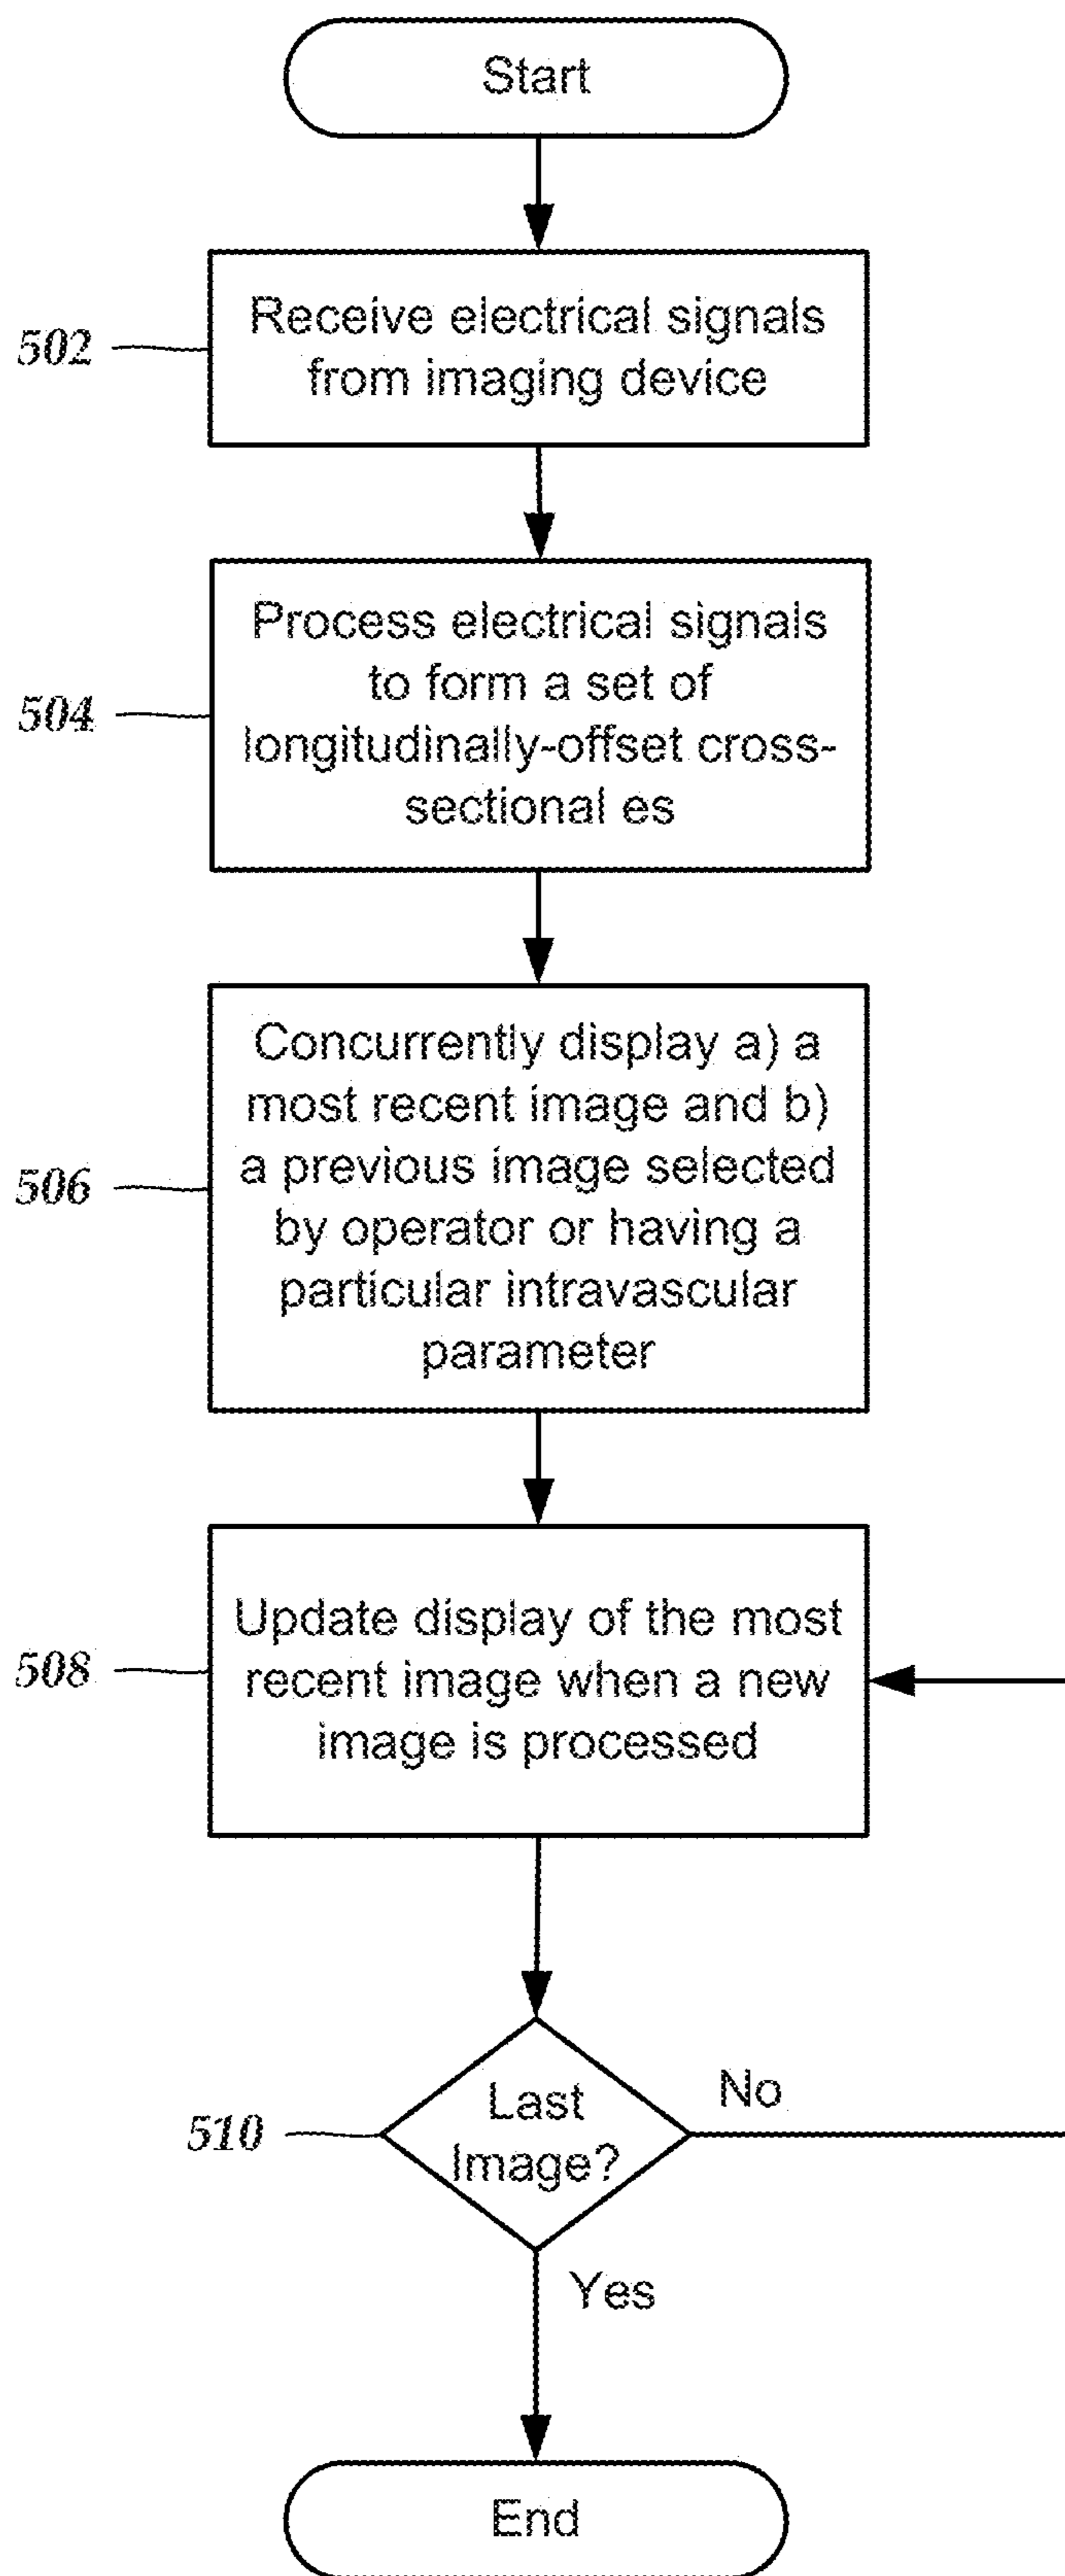 Start
502
Receive electrical signals
from imaging device
504
Process electrical signals
to form a set of
longitudinally-offset cross-
sectional es
506
Concurrently display a) a
most recent image and b)
a previous image selected
by operator or having a
particular intravascular
parameter
508
Update display of the most
recent image when a new
image is processed
510
Last
Image?
No
Yes
End